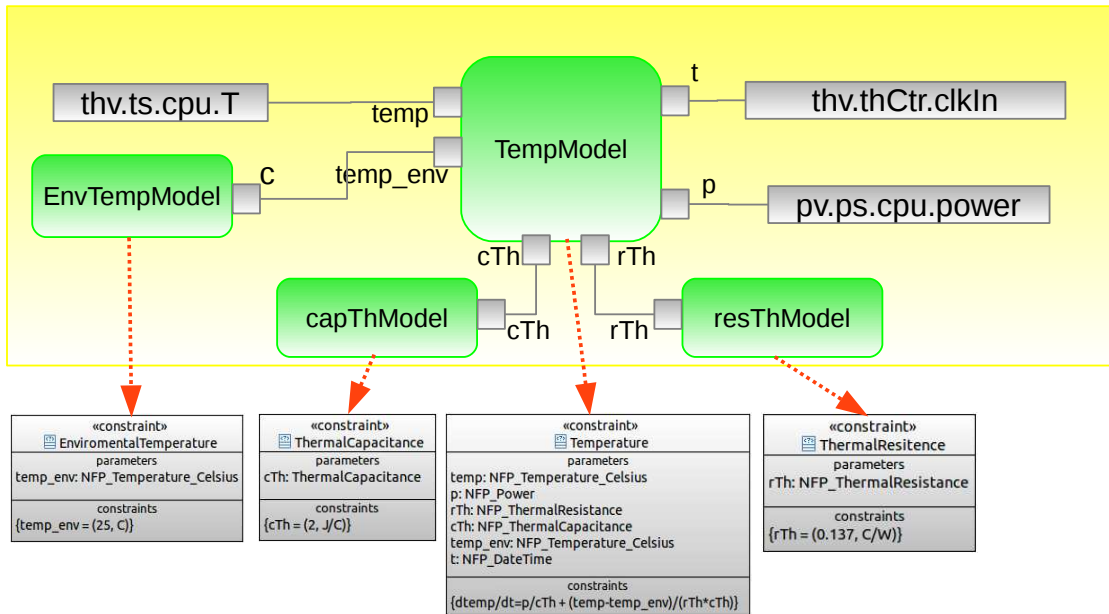 t
thv.ts.cpu.T
temp
thv.thCtr.clkIn
TempModel
EnvTempModel
c
temp_env
p
pv.ps.cpu.power
cTh
rTh
capThModel
cTh
rTh
resThModel
«constraint»
EnviromentalTemperature
parameters
temp_env: NFP_Temperature_Celsius
constraints
{temp_env = (25, C)}
«constraint»
ThermalCapacitance
parameters
cTh: ThermalCapacitance
constraints
{cTh = (2, J/C)}
«constraint»
Temperature
parameters
temp: NFP_Temperature_Celsius
p: NFP_Power
rTh: NFP_ThermalResistance
cTh: NFP_ThermalCapacitance
temp_env: NFP_Temperature_Celsius
t: NFP_DateTime
constraints
{dtemp/dt=p/cTh + (temp-temp_env)/(rTh*cTh)}
«constraint»
ThermalResitence
parameters
rTh: NFP_ThermalResistance
constraints
{rTh = (0.137, C/W)}